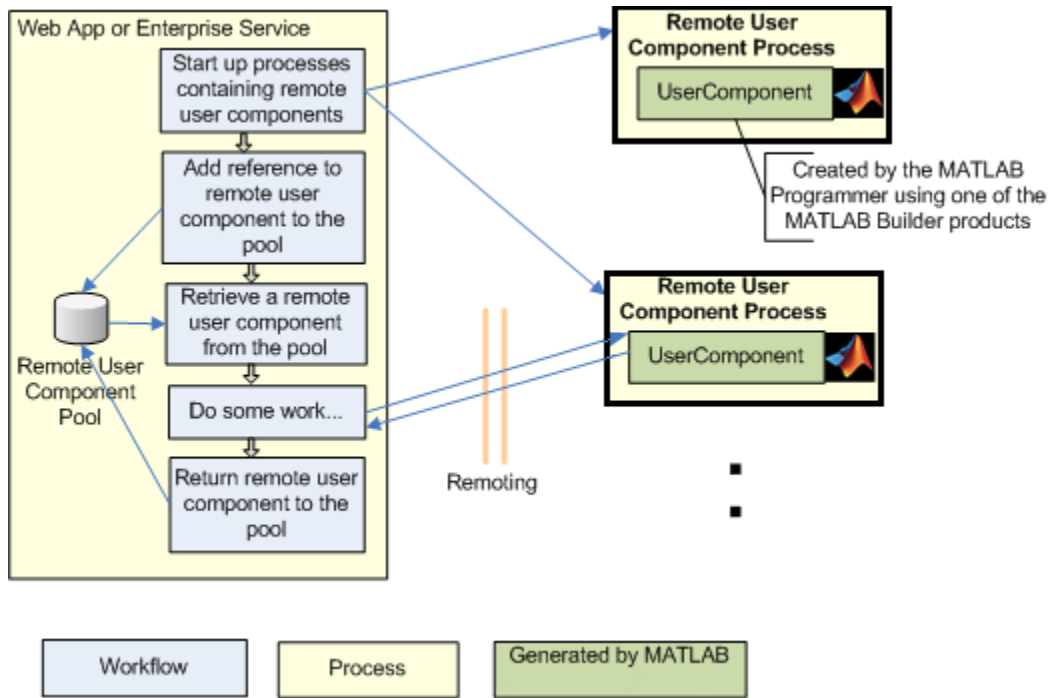 Web App or Enterprise Service
Start up processes
containing remote
user components
Add reference to
remote user
component to the
pool
Retrieve a remote
user component
from the pool
Remote User
Component
Pool
Do some work...
Return remote user
component to the
pool
Remoting
Remote User
Component Process
UserComponent
Created by the MATLAB
Programmer using one of the
MATLAB Builder products
Remote User
Component Process
UserComponent
Workflow
Process
Generated by MATLAB